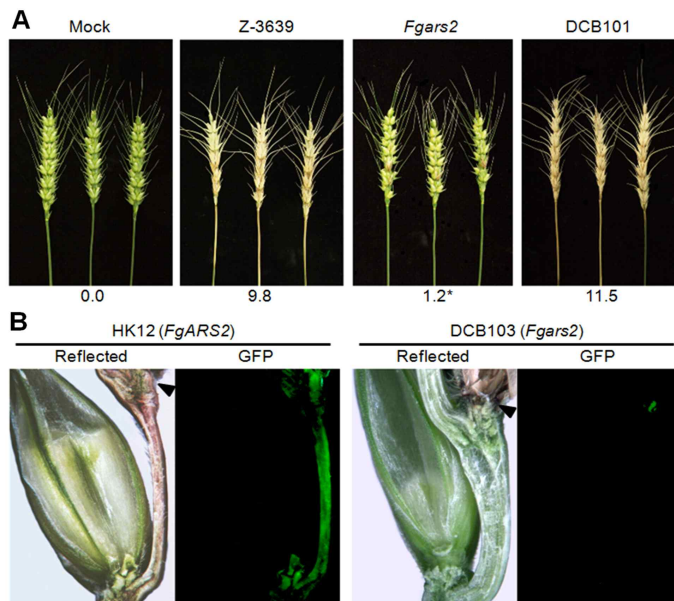 A
Mock Z-3639 Fgars2 DCB101
0.0 9.8 1.2* 11.5
B
HK12 (FgARS2) DCB103 (Fgars2)
Reflected GFP Reflected GFP